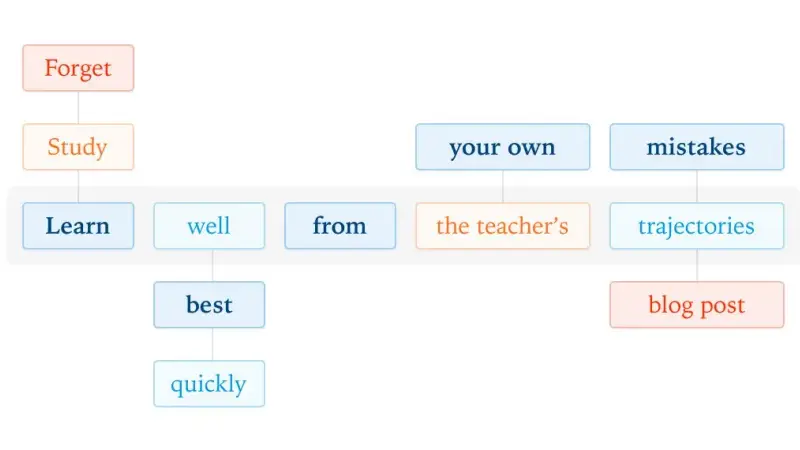 Forget
Study
your own mistakes
Learn well from the teacher’s trajectories
best
blog post
quickly